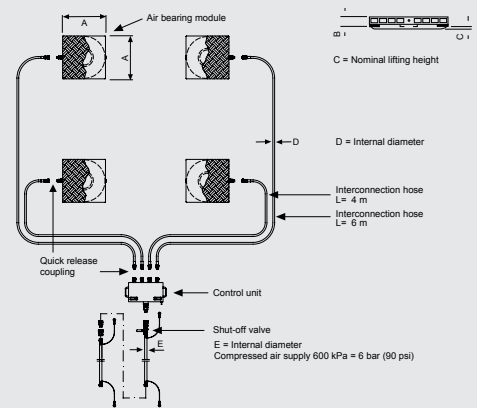 A
Air bearing module
A
B
C
C = Nominal lifting height
D
D = Internal diameter
Interconnection hose
L= 4 m
Interconnection hose
L= 6 m
Quick release
coupling
Control unit
Shut-off valve
E
E = Internal diameter
Compressed air supply 600 kPa = 6 bar (90 psi)